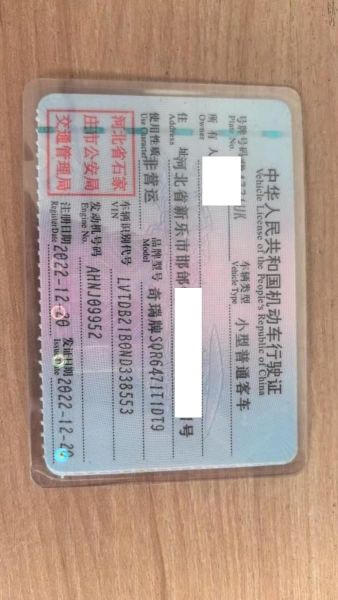 中华人民共和国机动车行驶证
Vehicle License of the People's Republic of China
号牌号码
Plate No.
车辆类型 小型普通客车
Vehicle Type
所有人
Owner
住址 河北省新乐市邯邰
Address
号
使用性质 非营运
Use Character
品牌型号 奇瑞牌SQR6471T1DT9
Model
河北省石家
庄市公安局
交通管理局
车辆识别代号 LVTDB21B0ND338553
VIN
发动机号码 AHNJ09952
Engine No.
注册日期 2022-12-20
Register Date
发证日期 2022-12-20
Issue Date